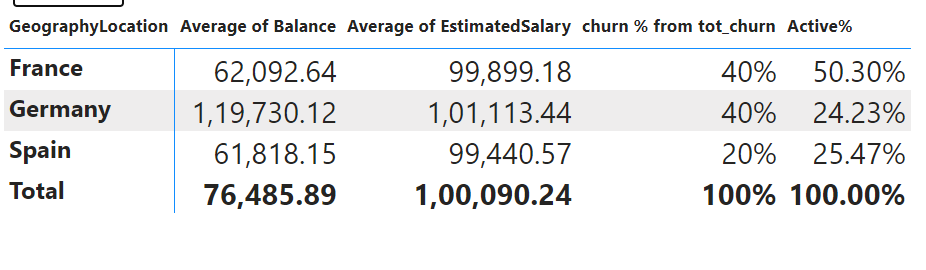 GeographyLocation Average of Balance Average of EstimatedSalary churn % from tot_churn Active%
France 62,092.64 99,899.18 40% 50.30%
Germany 1,19,730.12 1,01,113.44 40% 24.23%
Spain 61,818.15 99,440.57 20% 25.47%
Total 76,485.89 1,00,090.24 100% 100.00%